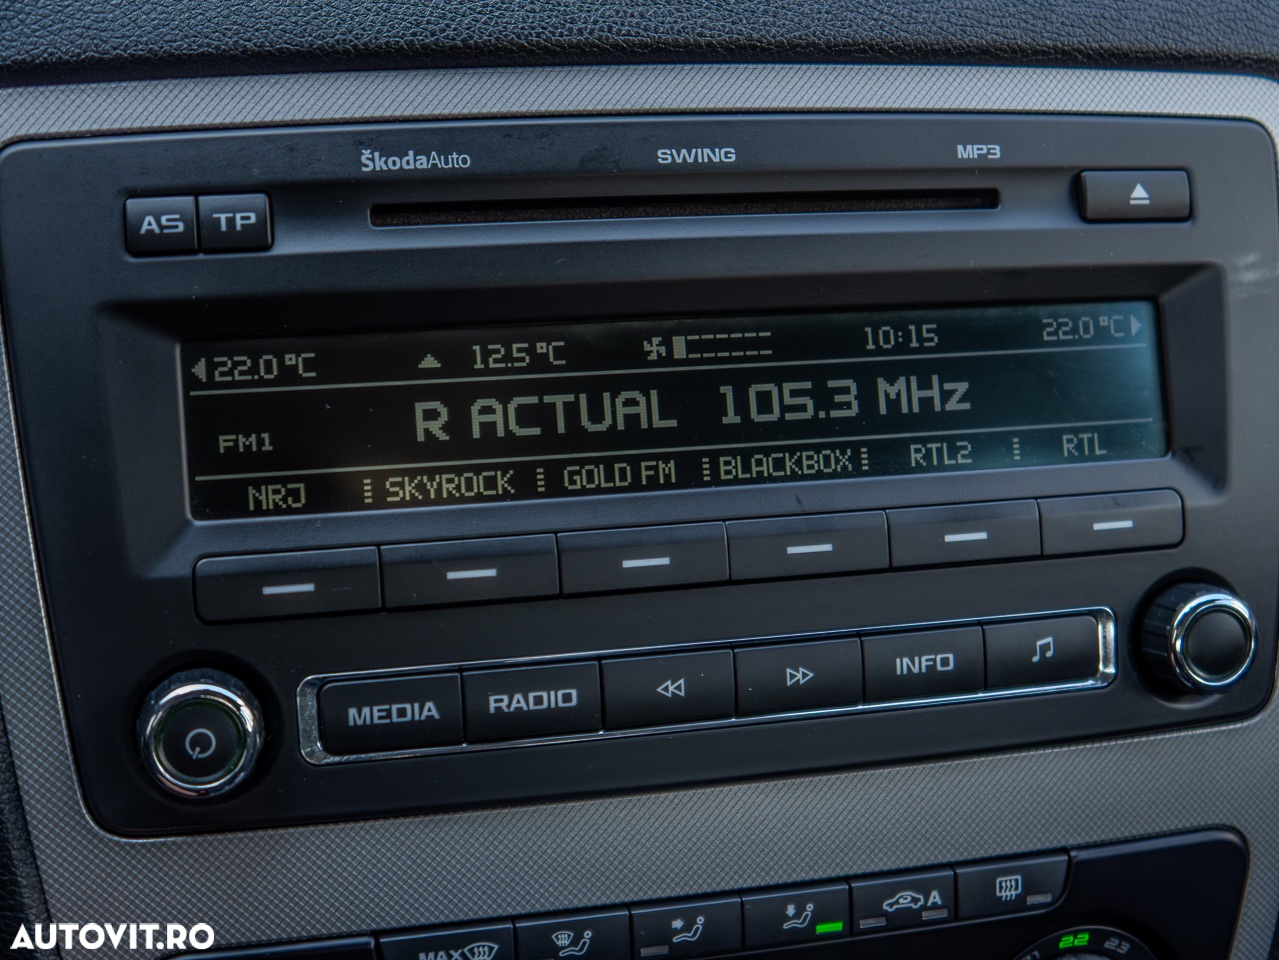 ŠkodaAuto SWING MP3
AS TP
22.0°C 12.5°C 10:15 22.0°C
FM1 R ACTUAL 105.3 MHz
NRJ SKYROCK GOLD FM BLACKBOX RTL2 RTL
MEDIA RADIO INFO
A
MAX
22 23
AUTOVIT.RO